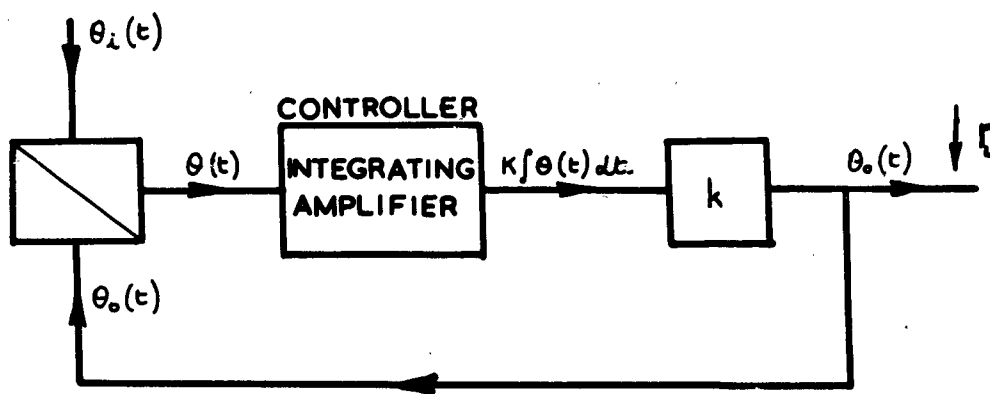 θᵢ(t)
CONTROLLER
θ(t)
INTEGRATING
AMPLIFIER
K∫θ(t) dt.
k
θₒ(t)
θₒ(t)